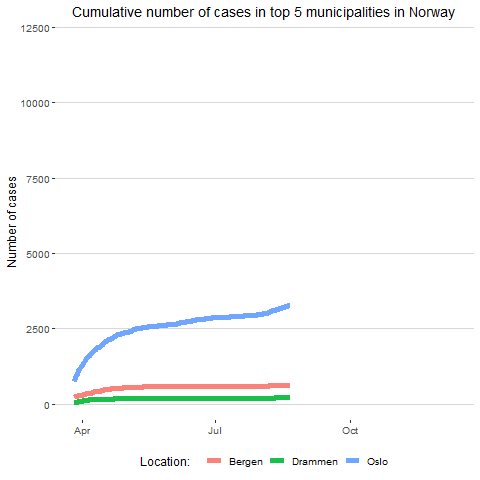 Cumulative number of cases in top 5 municipalities in Norway
Number of cases
12500
10000
7500
5000
2500
0
Apr Jul Oct
Location: Bergen Drammen Oslo